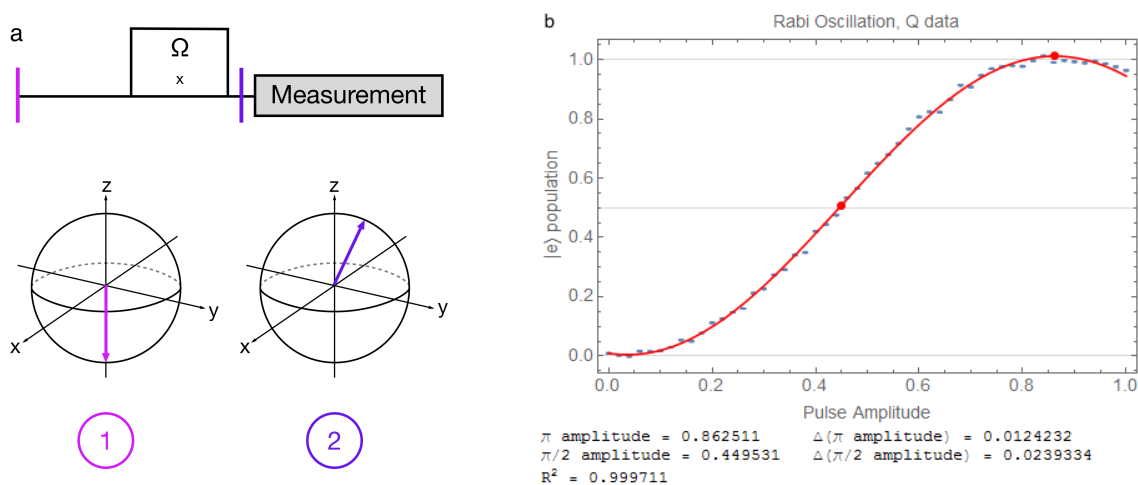 a
Ω
x
Measurement
z
y
x
1
z
y
x
2
b
Rabi Oscillation, Q data
|e⟩ population
1.0
0.8
0.6
0.4
0.2
0.0
0.0 0.2 0.4 0.6 0.8 1.0
Pulse Amplitude
π amplitude = 0.862511 Δ(π amplitude) = 0.0124232
π/2 amplitude = 0.449531 Δ(π/2 amplitude) = 0.0239334
R² = 0.999711